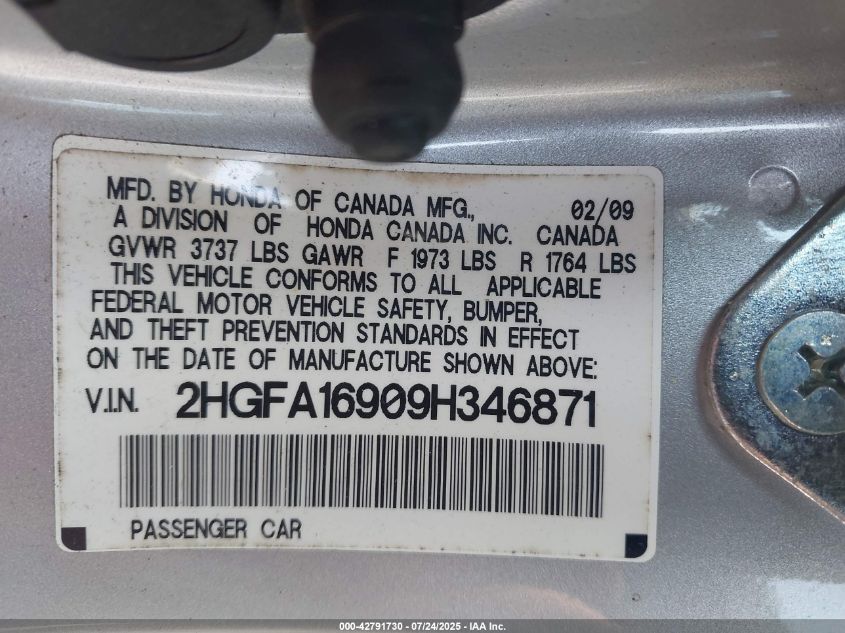 MFD. BY HONDA OF CANADA MFG., 02/09
A DIVISION OF HONDA CANADA INC. CANADA
GVWR 3737 LBS GAWR F 1973 LBS R 1764 LBS
THIS VEHICLE CONFORMS TO ALL APPLICABLE
FEDERAL MOTOR VEHICLE SAFETY, BUMPER,
AND THEFT PREVENTION STANDARDS IN EFFECT
ON THE DATE OF MANUFACTURE SHOWN ABOVE:
V.I.N. 2HGFA16909H346871
PASSENGER CAR
000-42791730 - 07/24/2025 - IAA Inc.